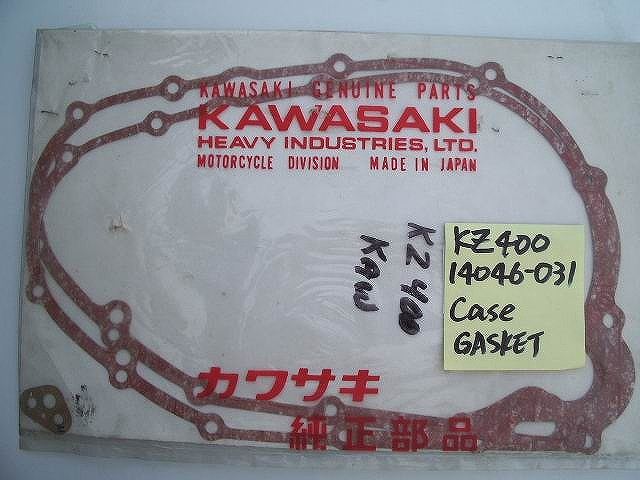 KAWASAKI GENUINE PARTS
KAWASAKI
HEAVY INDUSTRIES, LTD.
MOTORCYCLE DIVISION MADE IN JAPAN
KZ 400
KAW
KZ400
14046-031
Case
GASKET
カワサキ
純正部品